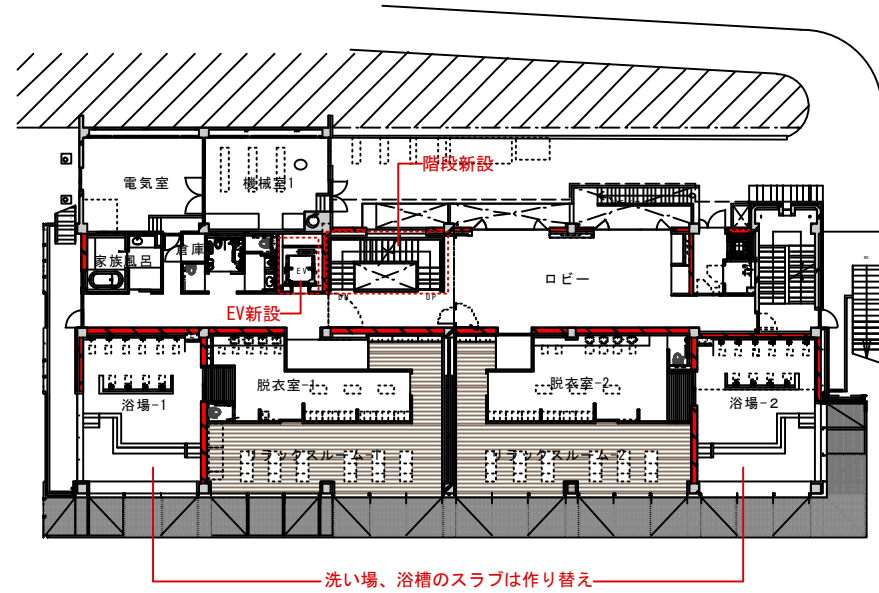 階段新設
電気室
機械室1
倉庫
家族風呂
EV
ロビー
EV新設
DN
UP
脱衣室-1
脱衣室-2
浴場-1
浴場-2
リラックスルーム-1
リラックスルーム-2
洗い場、浴槽のスラブは作り替え